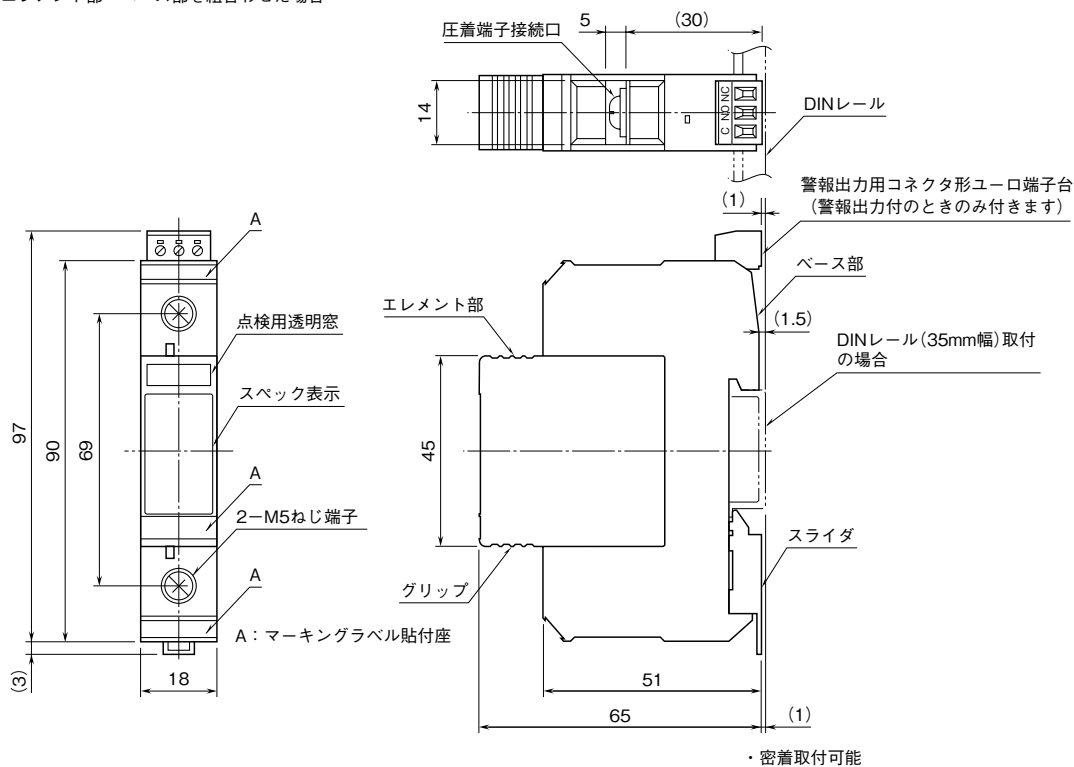 圧着端子接続口
5
(30)
14
C NO NC
DINレール
警報出力用コネクタ形ユーロ端子台
(警報出力付のときのみ付きます)
(1)
A
ベース部
エレメント部
(1.5)
点検用透明窓
DINレール(35mm幅)取付
の場合
スペック表示
97
90
69
45
A
2－M5ねじ端子
スライダ
グリップ
A
A：マーキングラベル貼付座
(3)
18
51
65
(1)
・密着取付可能